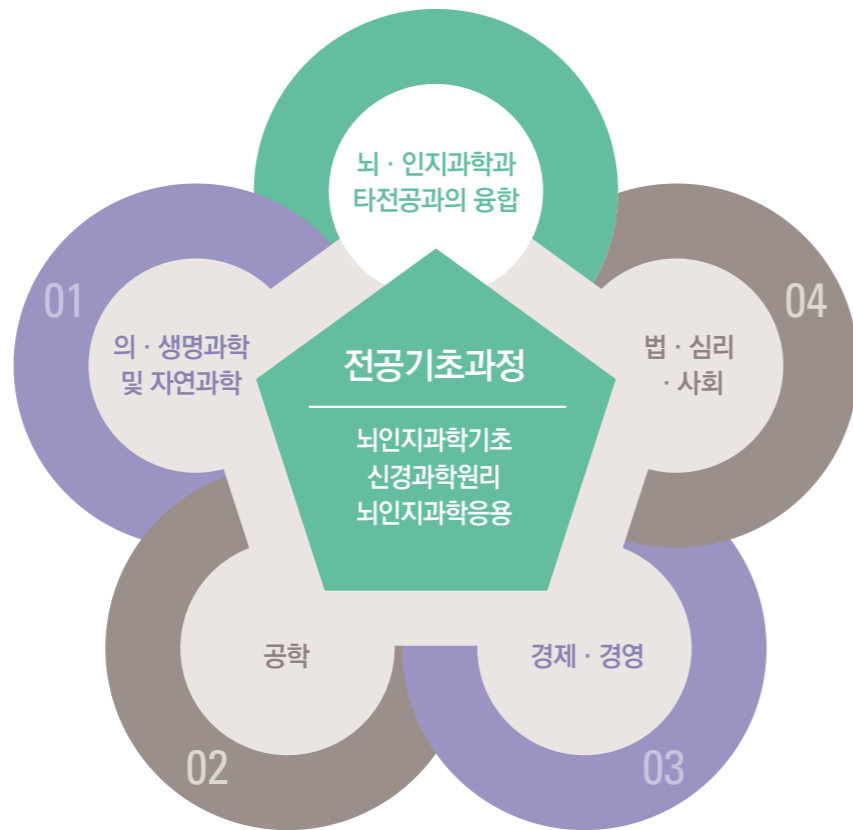 뇌 · 인지과학과
타전공과의 융합
01
의 · 생명과학
및 자연과학
04
법 · 심리
· 사회
전공기초과정
뇌인지과학기초
신경과학원리
뇌인지과학응용
공학
02
경제 · 경영
03